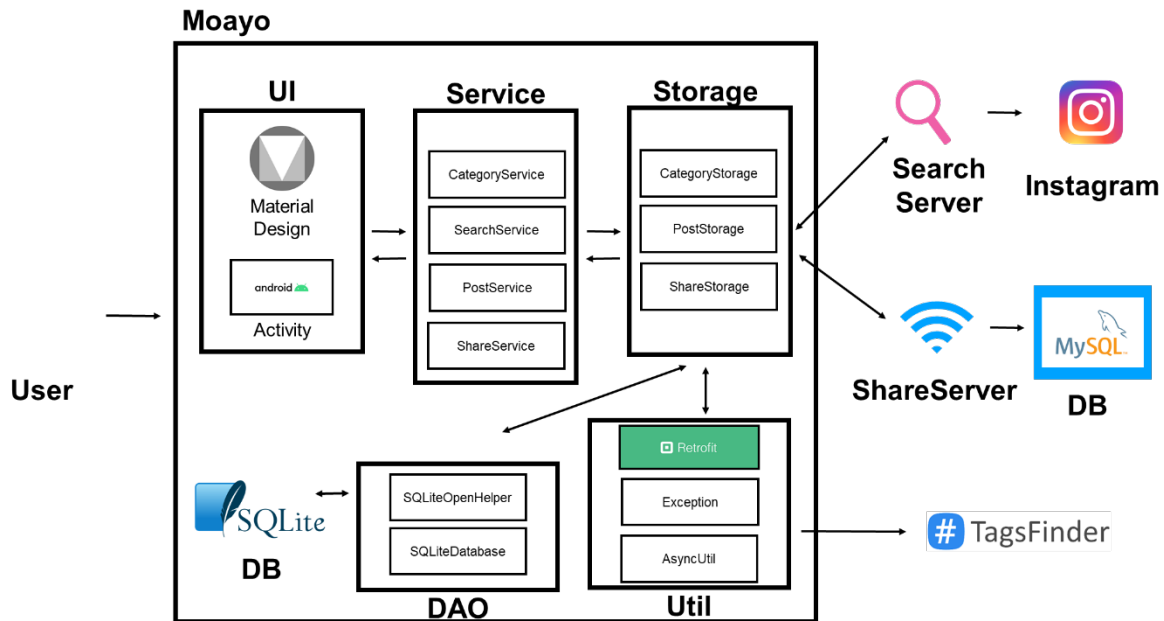 Moayo
UI
Service
Storage
Material
Design
android
Activity
CategoryService
SearchService
PostService
ShareService
CategoryStorage
PostStorage
ShareStorage
Search
Server
Instagram
User
ShareServer
MySQL
DB
SQLite
DB
SQLiteOpenHelper
SQLiteDatabase
DAO
Retrofit
Exception
AsyncUtil
Util
# TagsFinder